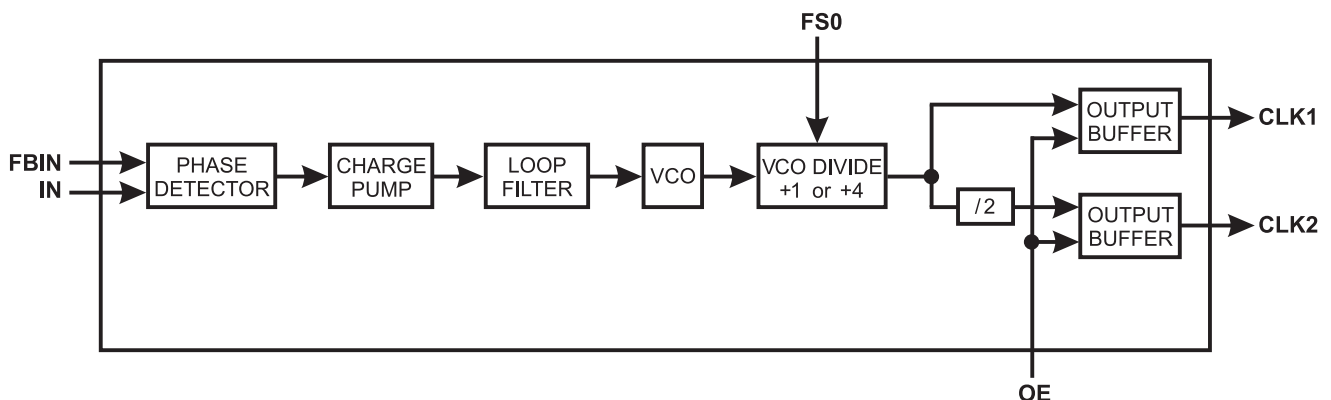 FS0
FBIN
IN
PHASE
DETECTOR
CHARGE
PUMP
LOOP
FILTER
VCO
VCO DIVIDE
+1 or +4
/2
OUTPUT
BUFFER
CLK1
OUTPUT
BUFFER
CLK2
OE